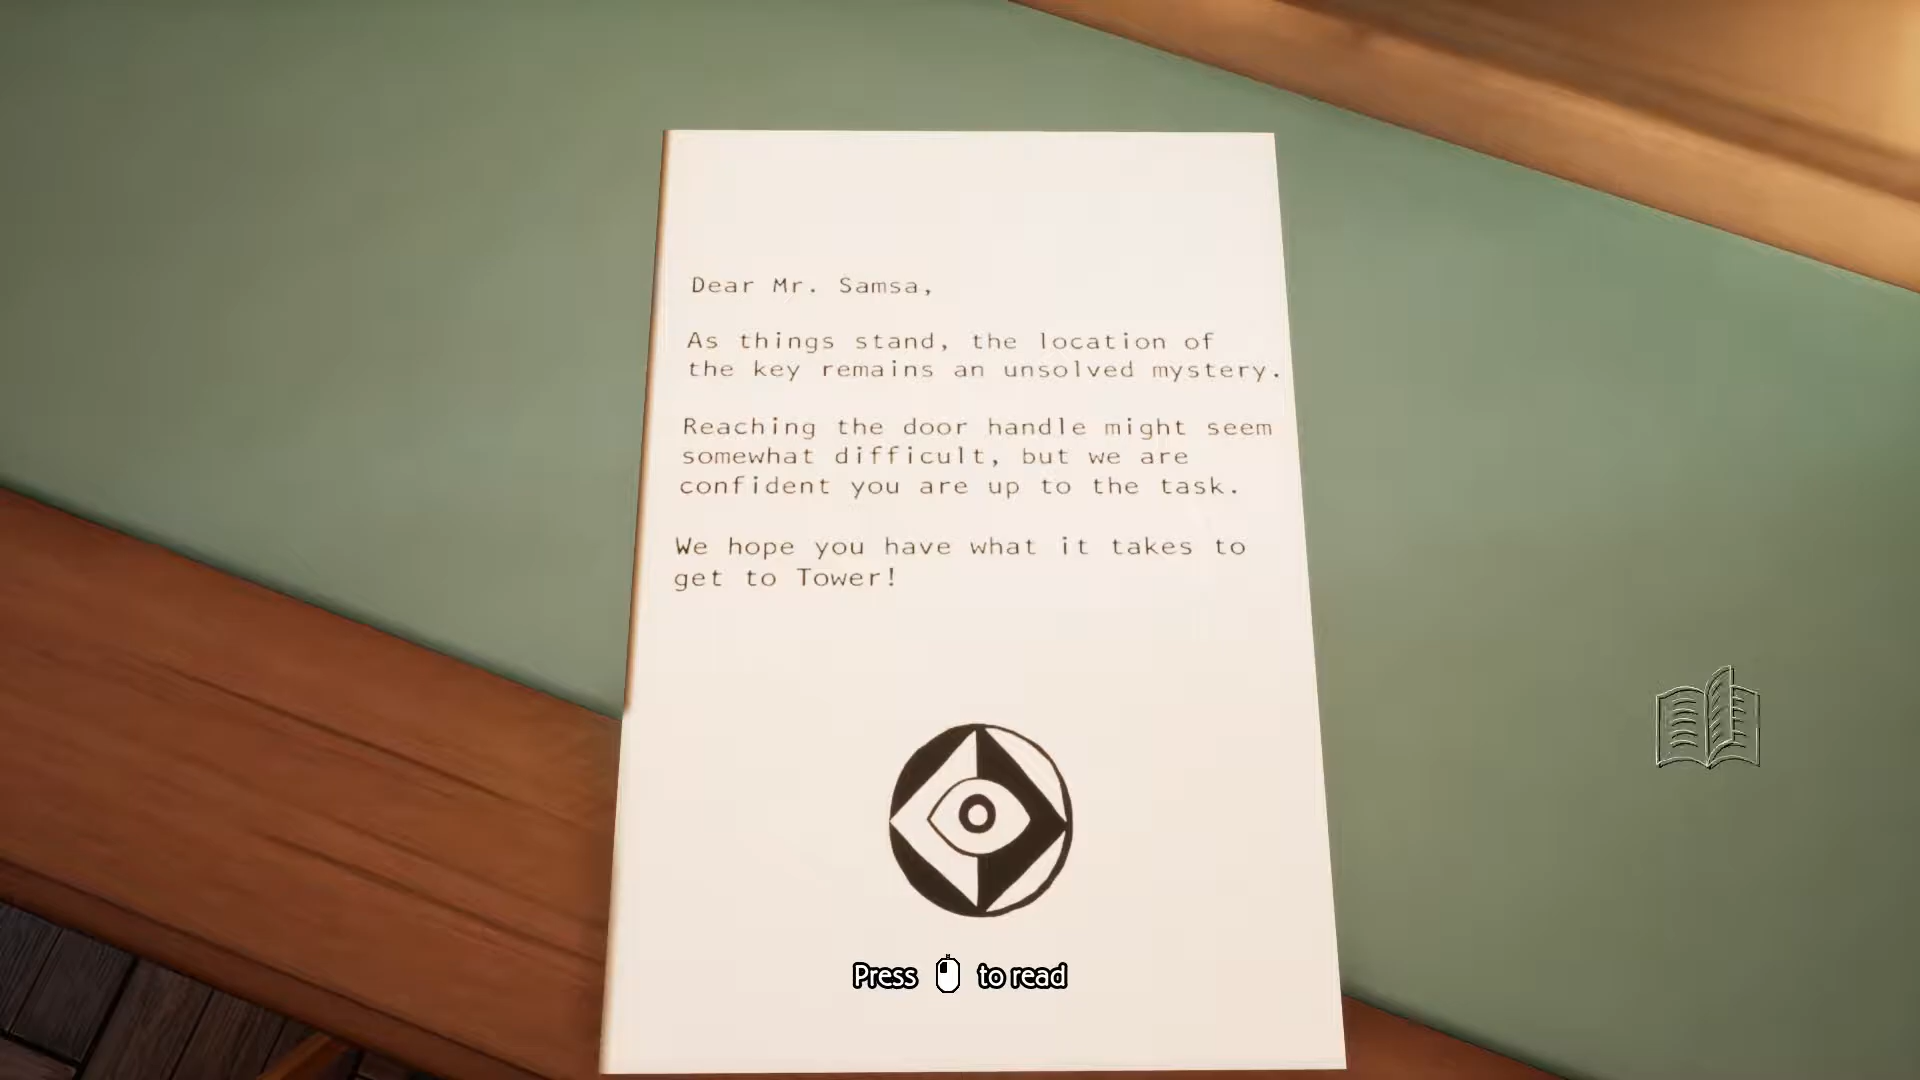 Dear Mr. Samsa,
As things stand, the location of
the key remains an unsolved mystery.
Reaching the door handle might seem
somewhat difficult, but we are
confident you are up to the task.
We hope you have what it takes to
get to Tower!
Press to read